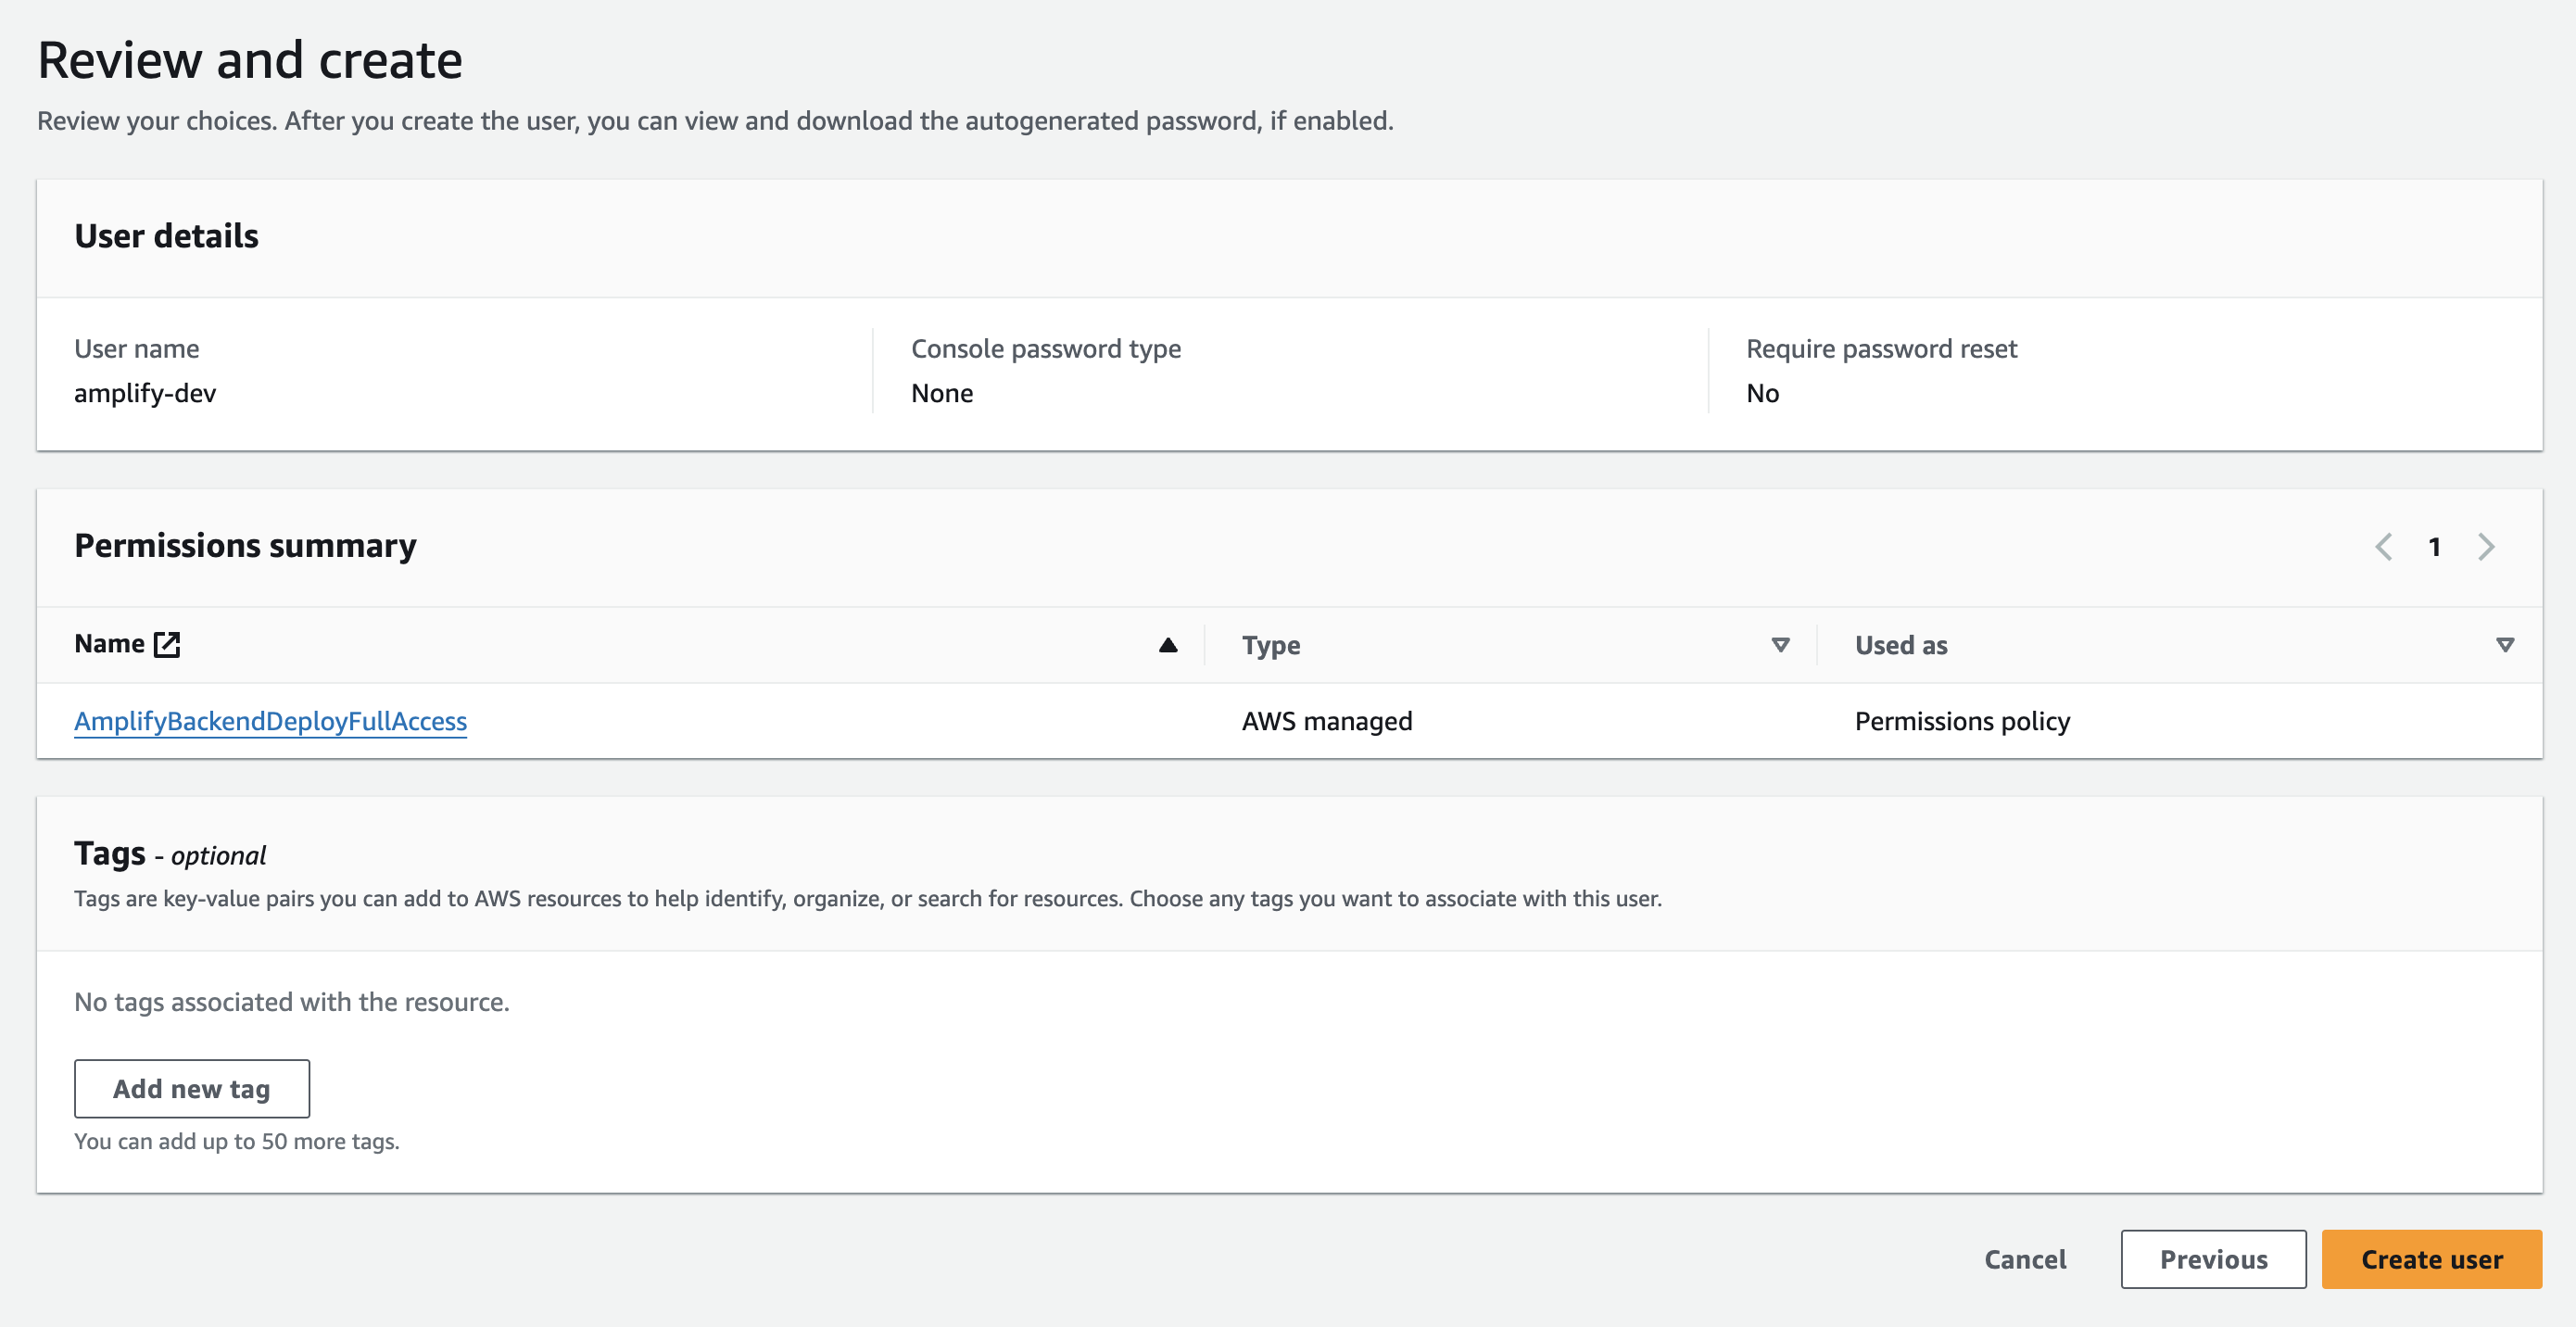 Review and create
Review your choices. After you create the user, you can view and download the autogenerated password, if enabled.
User details
User name
amplify-dev
Console password type
None
Require password reset
No
Permissions summary
1
Name
Type
Used as
AmplifyBackendDeployFullAccess
AWS managed
Permissions policy
Tags - optional
Tags are key-value pairs you can add to AWS resources to help identify, organize, or search for resources. Choose any tags you want to associate with this user.
No tags associated with the resource.
Add new tag
You can add up to 50 more tags.
Cancel
Previous
Create user